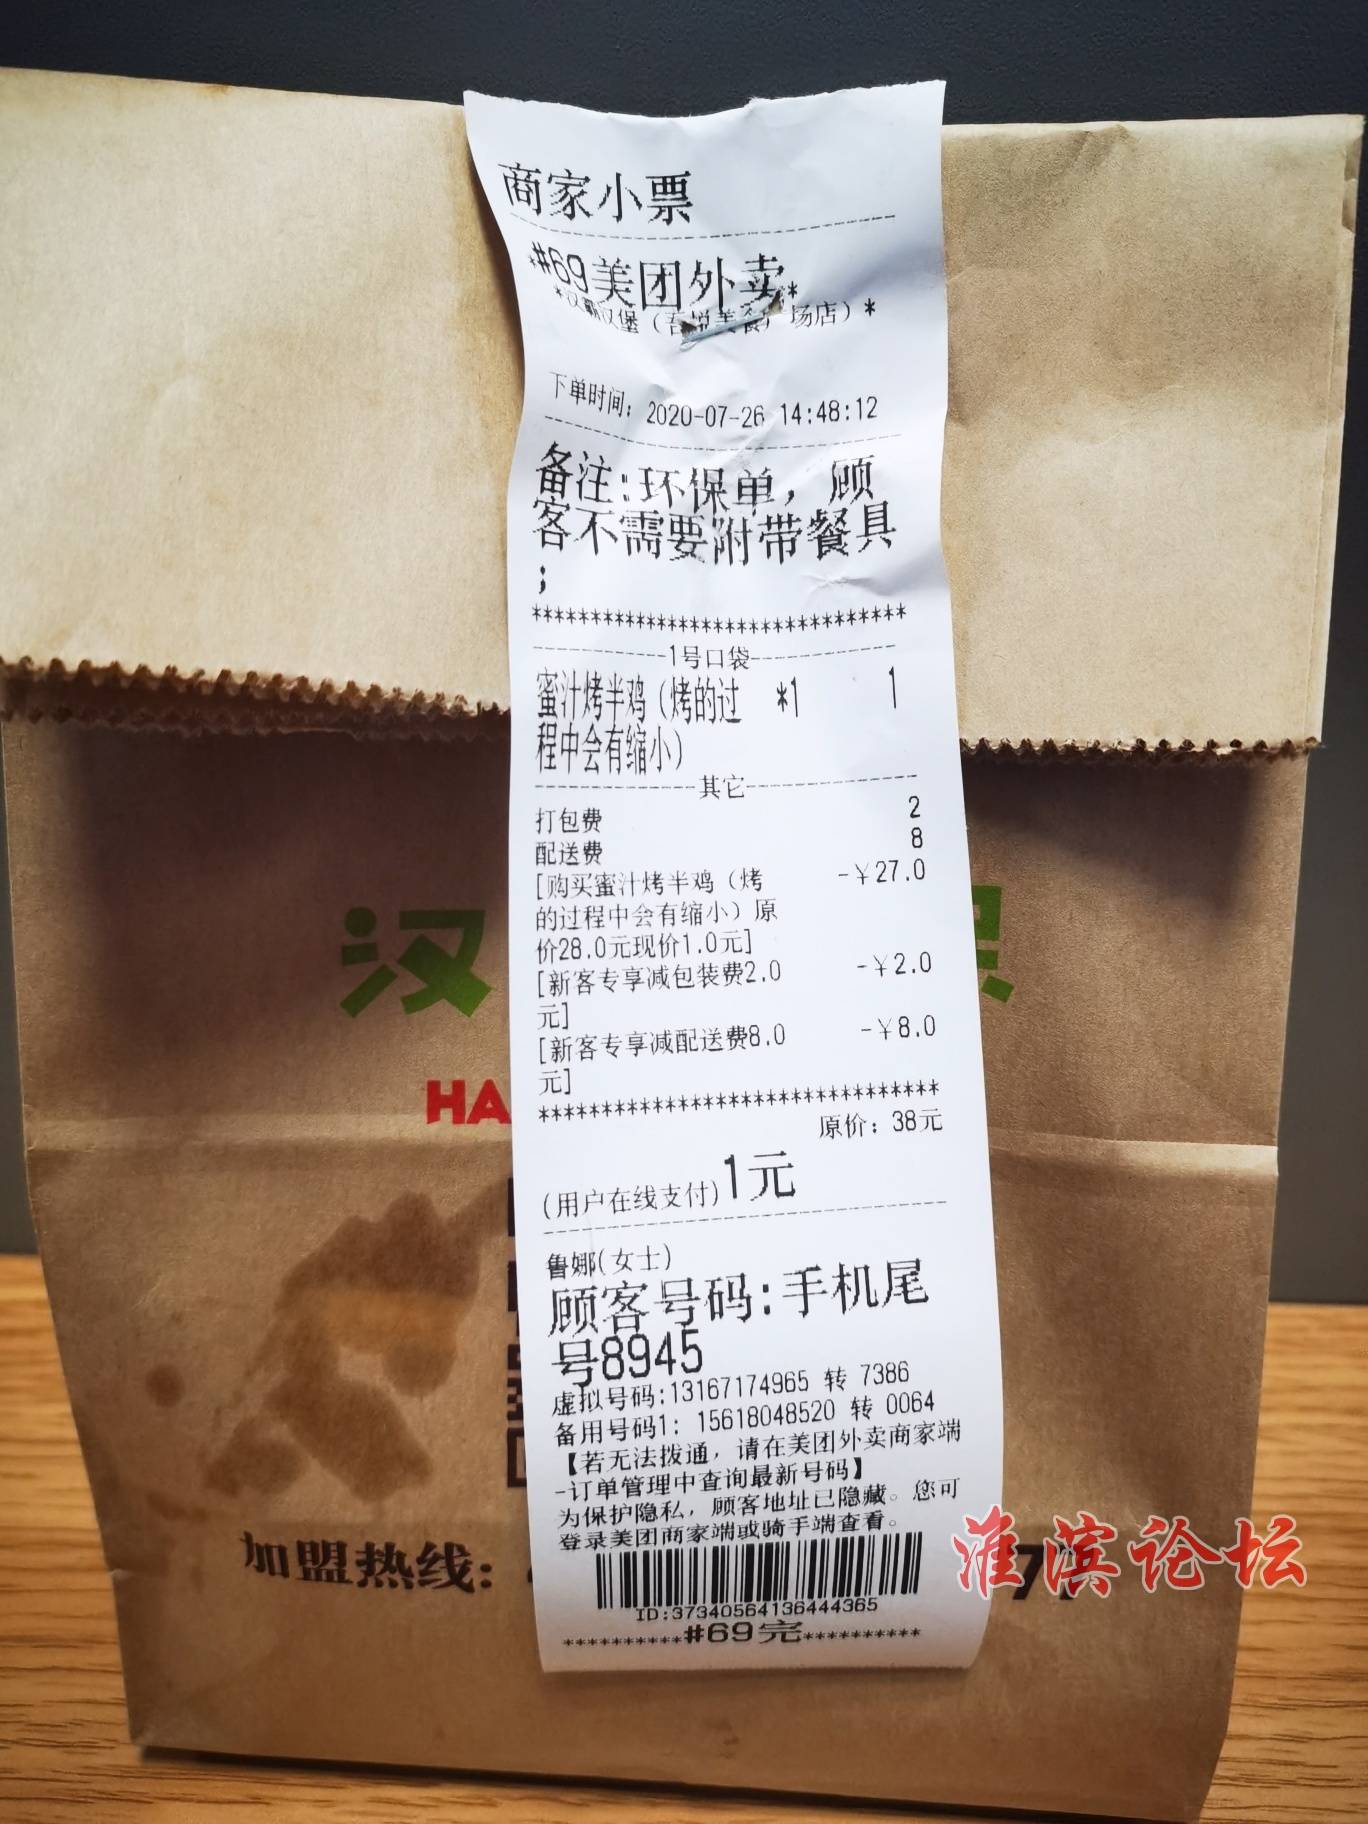 商家小票
#69美团外卖
汉堡（吾悦美食广场店）*
下单时间: 2020-07-26 14:48:12
备注:环保单，顾
客不需要附带餐具
;
******************************
1号口袋
蜜汁烤半鸡（烤的过 *1 1
程中会有缩小）
其它
打包费 2
配送费 8
[购买蜜汁烤半鸡（烤 -￥27.0
的过程中会有缩小）原
价28.0元现价1.0元]
[新客专享减包装费2.0 -￥2.0
元]
[新客专享减配送费8.0 -￥8.0
元]
********************************
原价: 38元
(用户在线支付)1元
鲁娜(女士)
顾客号码:手机尾
号8945
虚拟号码:13167174965 转 7386
备用号码1: 15618048520 转 0064
【若无法拨通，请在美团外卖商家端
-订单管理中查询最新号码】
为保护隐私，顾客地址已隐藏。您可
登录美团商家端或骑手端查看。
ID:37340564136444365
**********#69完**********
汉
HA
加盟热线:
淮滨论坛